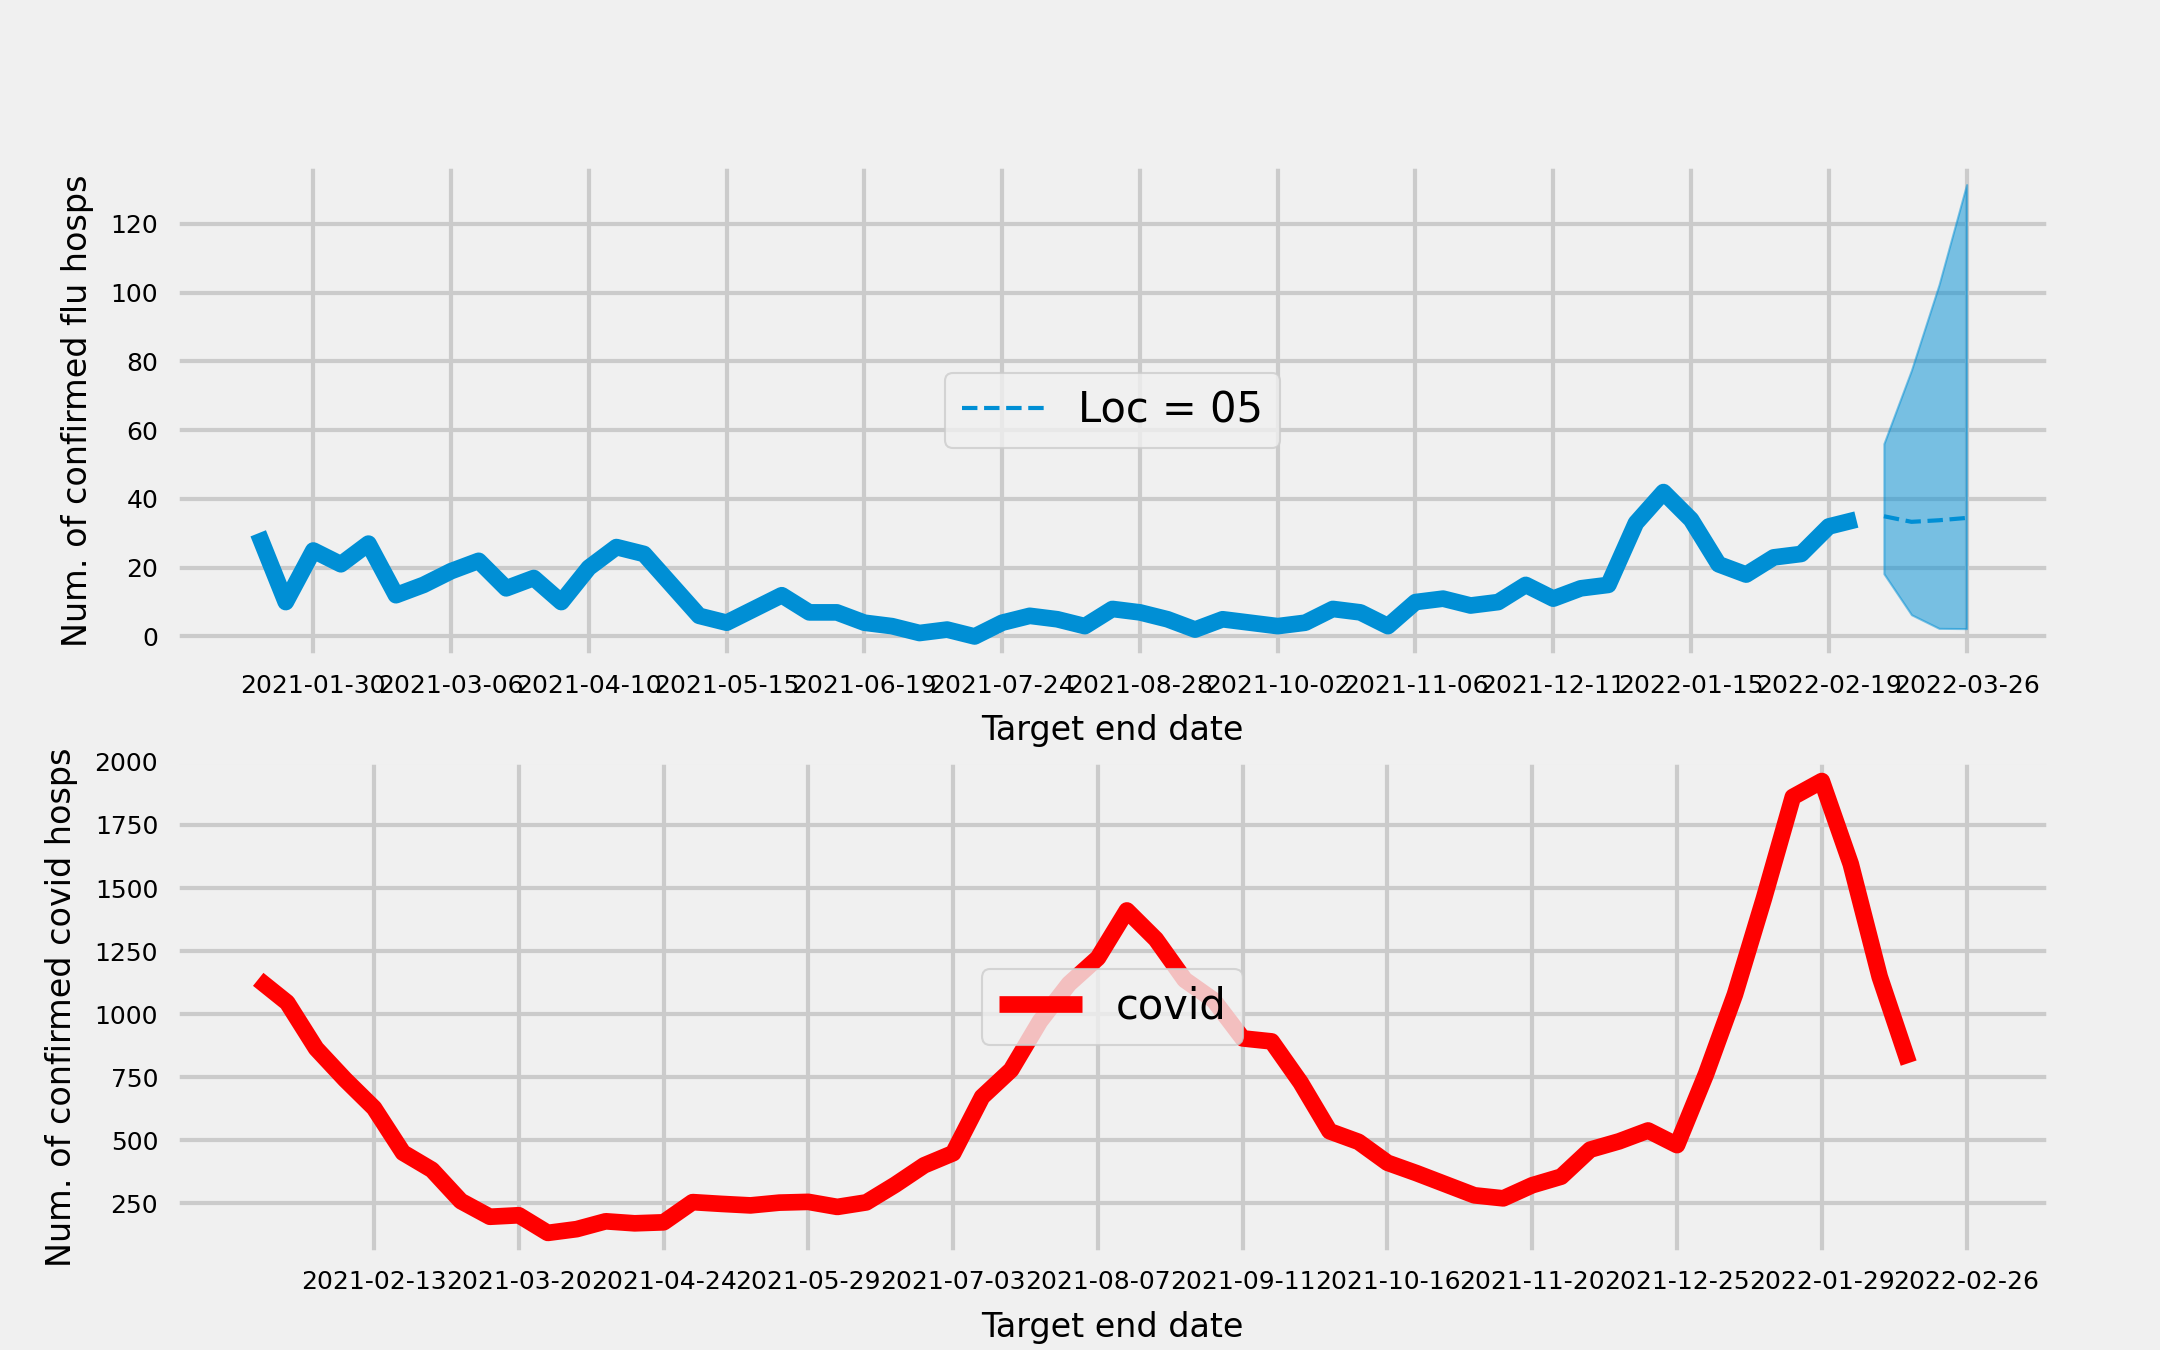 Num. of confirmed flu hosps
120
100
80
60
40
20
0
Loc = 05
2021-01-30 2021-03-06 2021-04-10 2021-05-15 2021-06-19 2021-07-24 2021-08-28 2021-10-02 2021-11-06 2021-12-11 2022-01-15 2022-02-19 2022-03-26
Target end date
Num. of confirmed covid hosps
2000
1750
1500
1250
1000
750
500
250
covid
2021-02-13 2021-03-20 2021-04-24 2021-05-29 2021-07-03 2021-08-07 2021-09-11 2021-10-16 2021-11-20 2021-12-25 2022-01-29 2022-02-26
Target end date